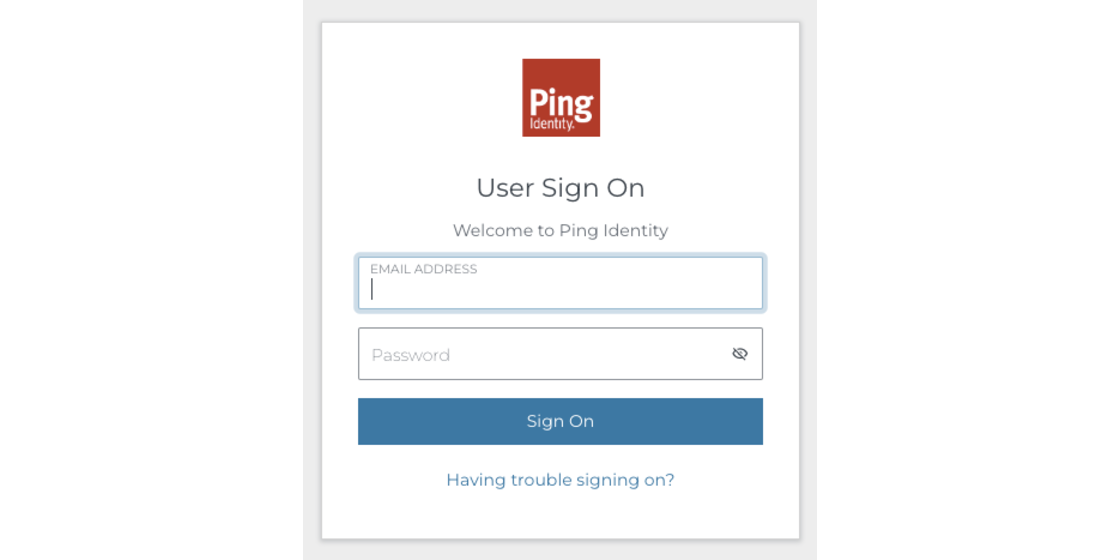 Ping
Identity.
User Sign On
Welcome to Ping Identity
EMAIL ADDRESS
Password
Sign On
Having trouble signing on?